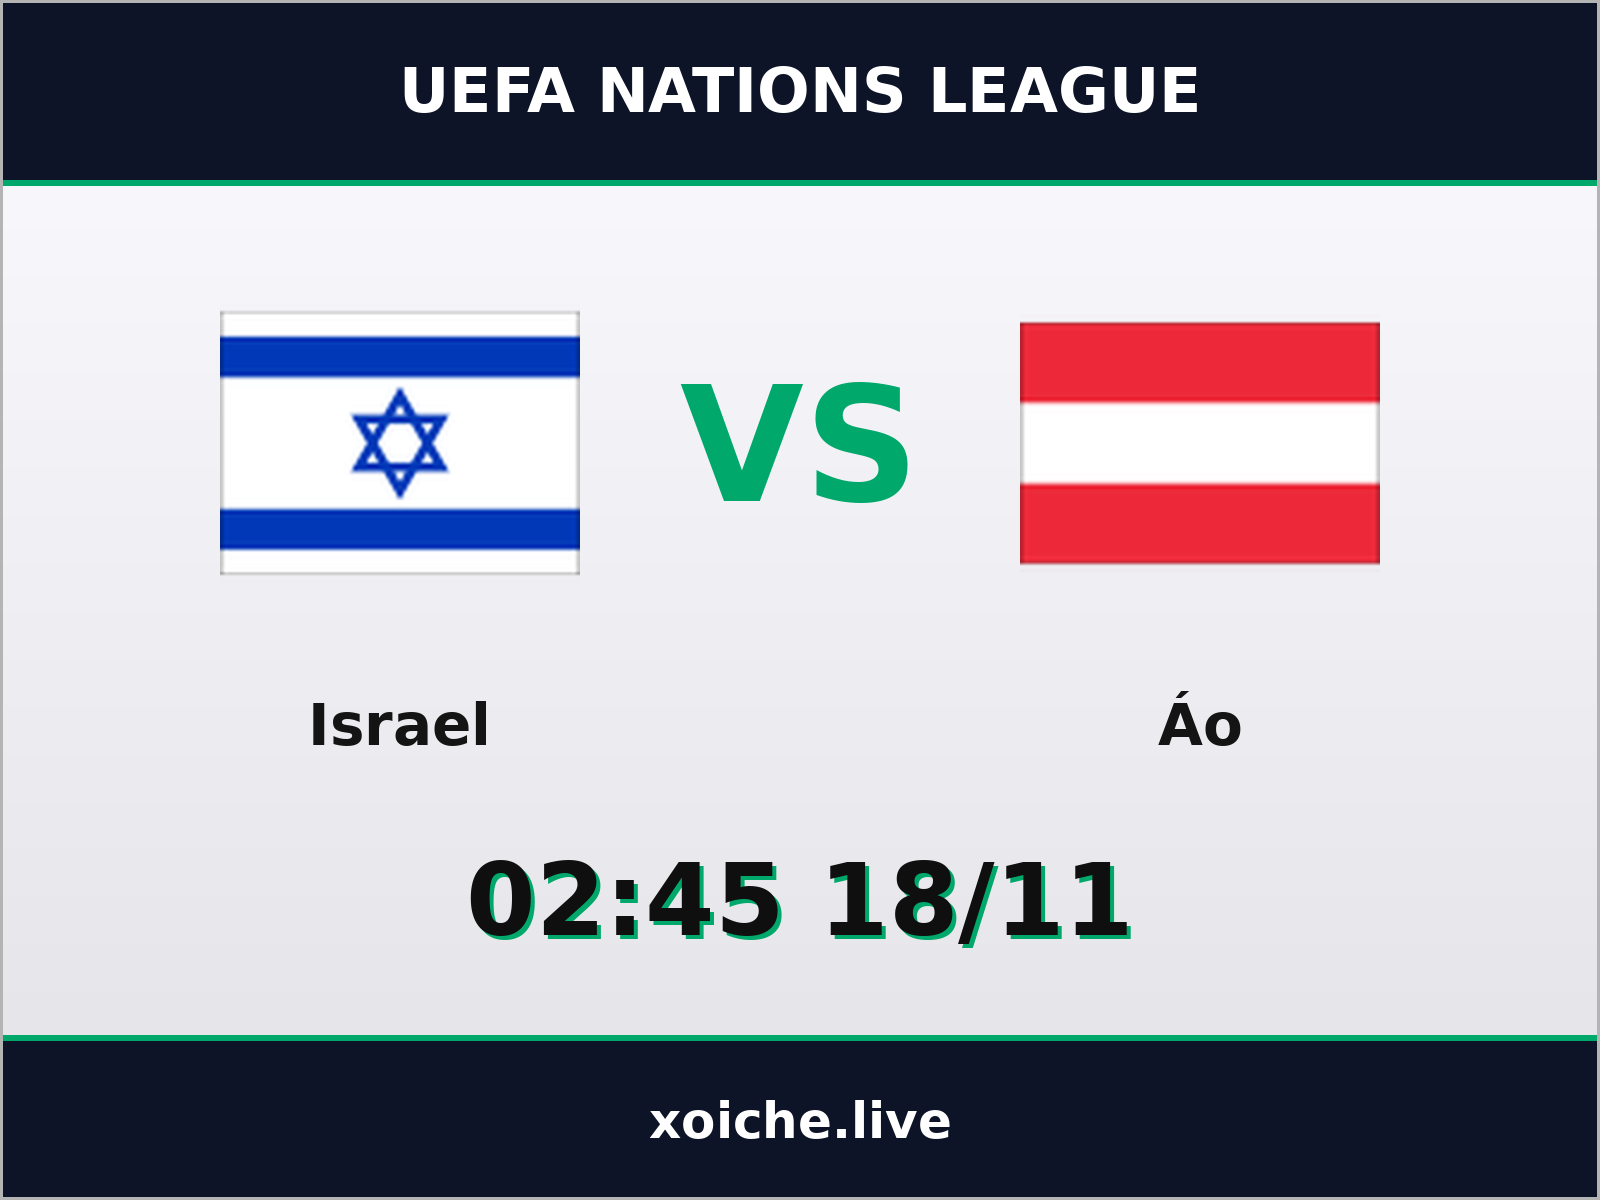 UEFA NATIONS LEAGUE
VS
Israel
Áo
02:45 18/11
xoiche.live